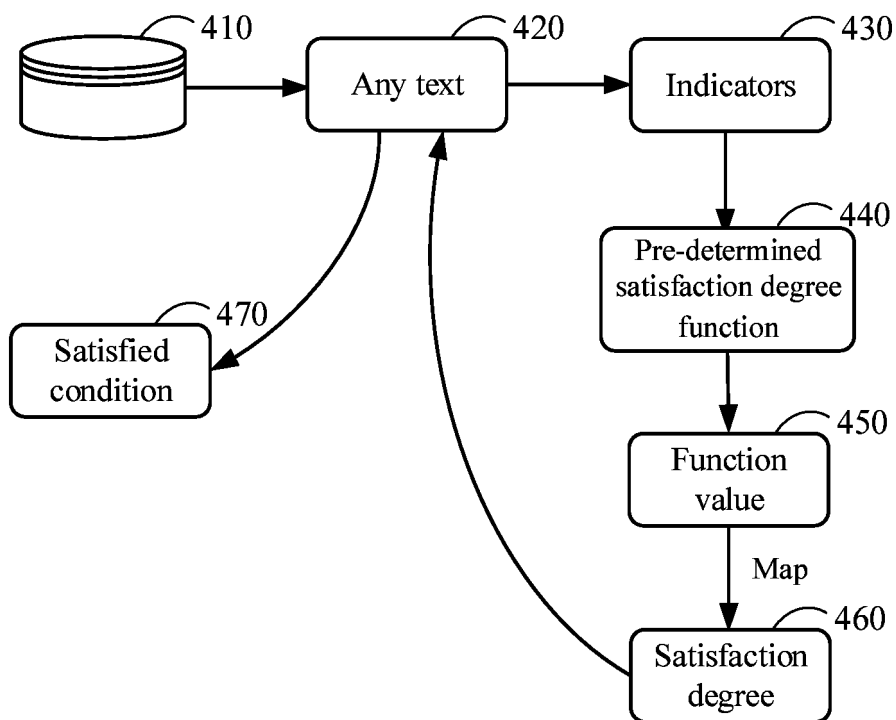 410
420
430
Any text
Indicators
440
Pre-determined
satisfaction degree
function
470
Satisfied
condition
450
Function
value
Map
460
Satisfaction
degree